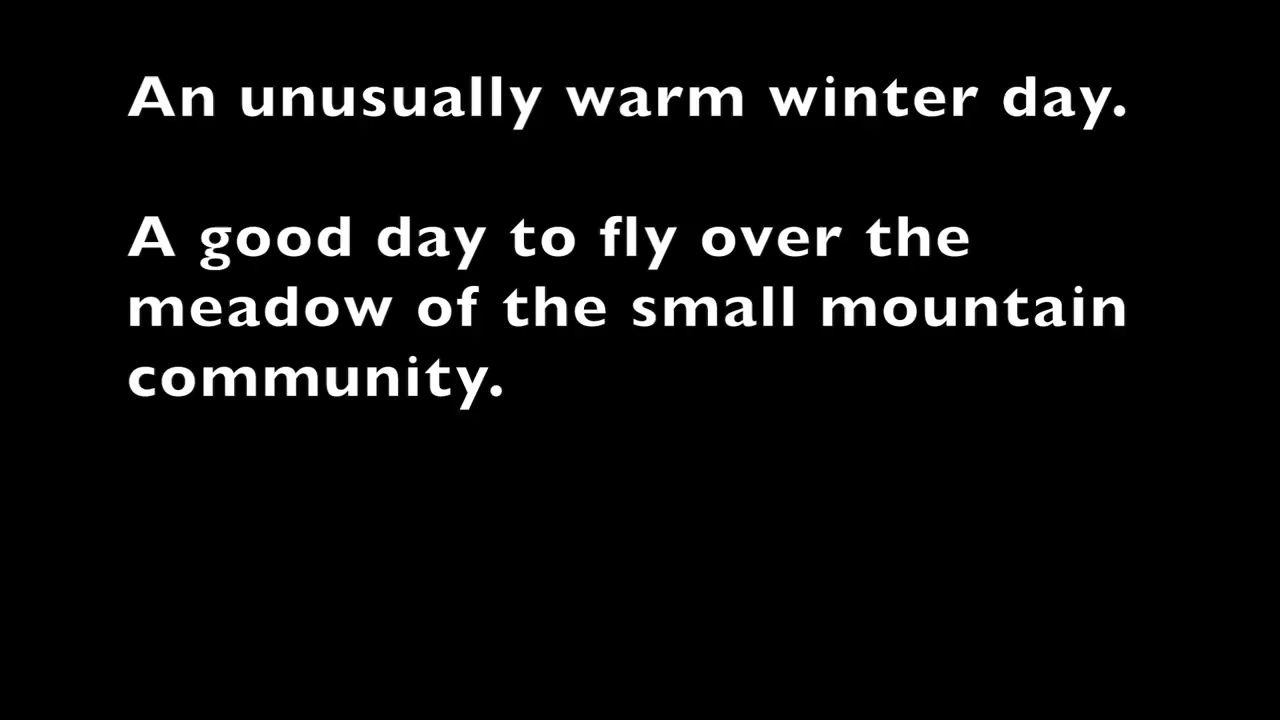 An unusually warm winter day.
A good day to fly over the
meadow of the small mountain
community.